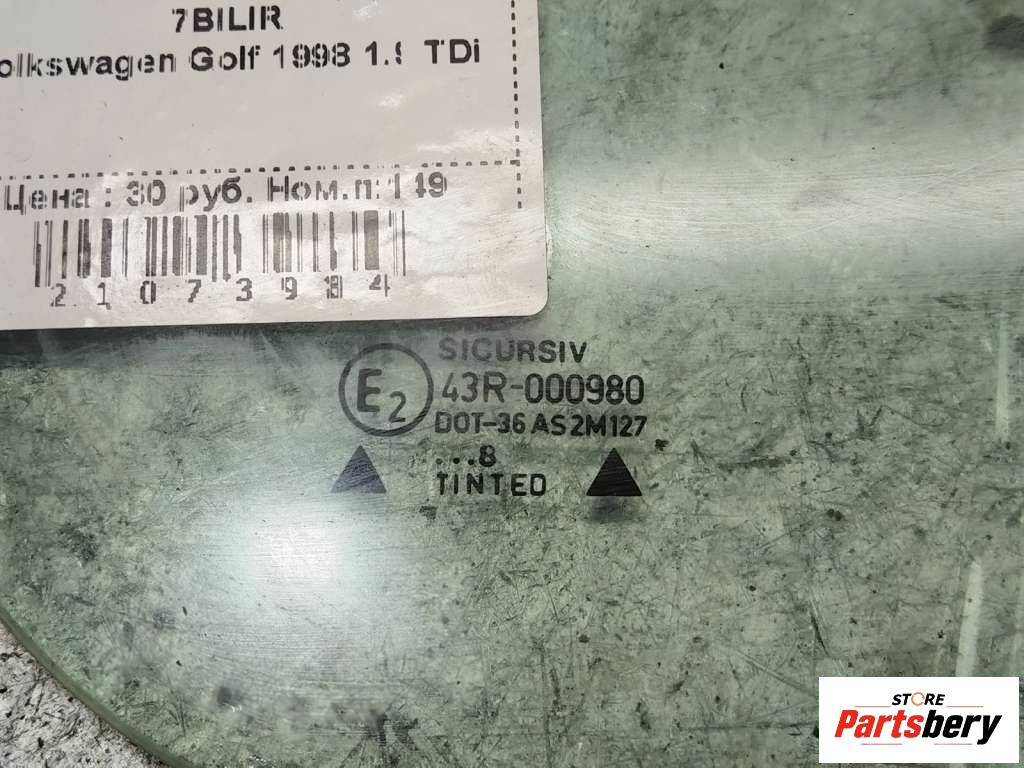 7BILIR
olkswagen Golf 1998 1.9 TDi
Цена : 30 руб. Ном.п:149
2 1 0 7 3 9 8 4
SICURSIV
E2
43R-000980
DOT-36 AS2M127
...8
TINTED
STORE
Partsbery